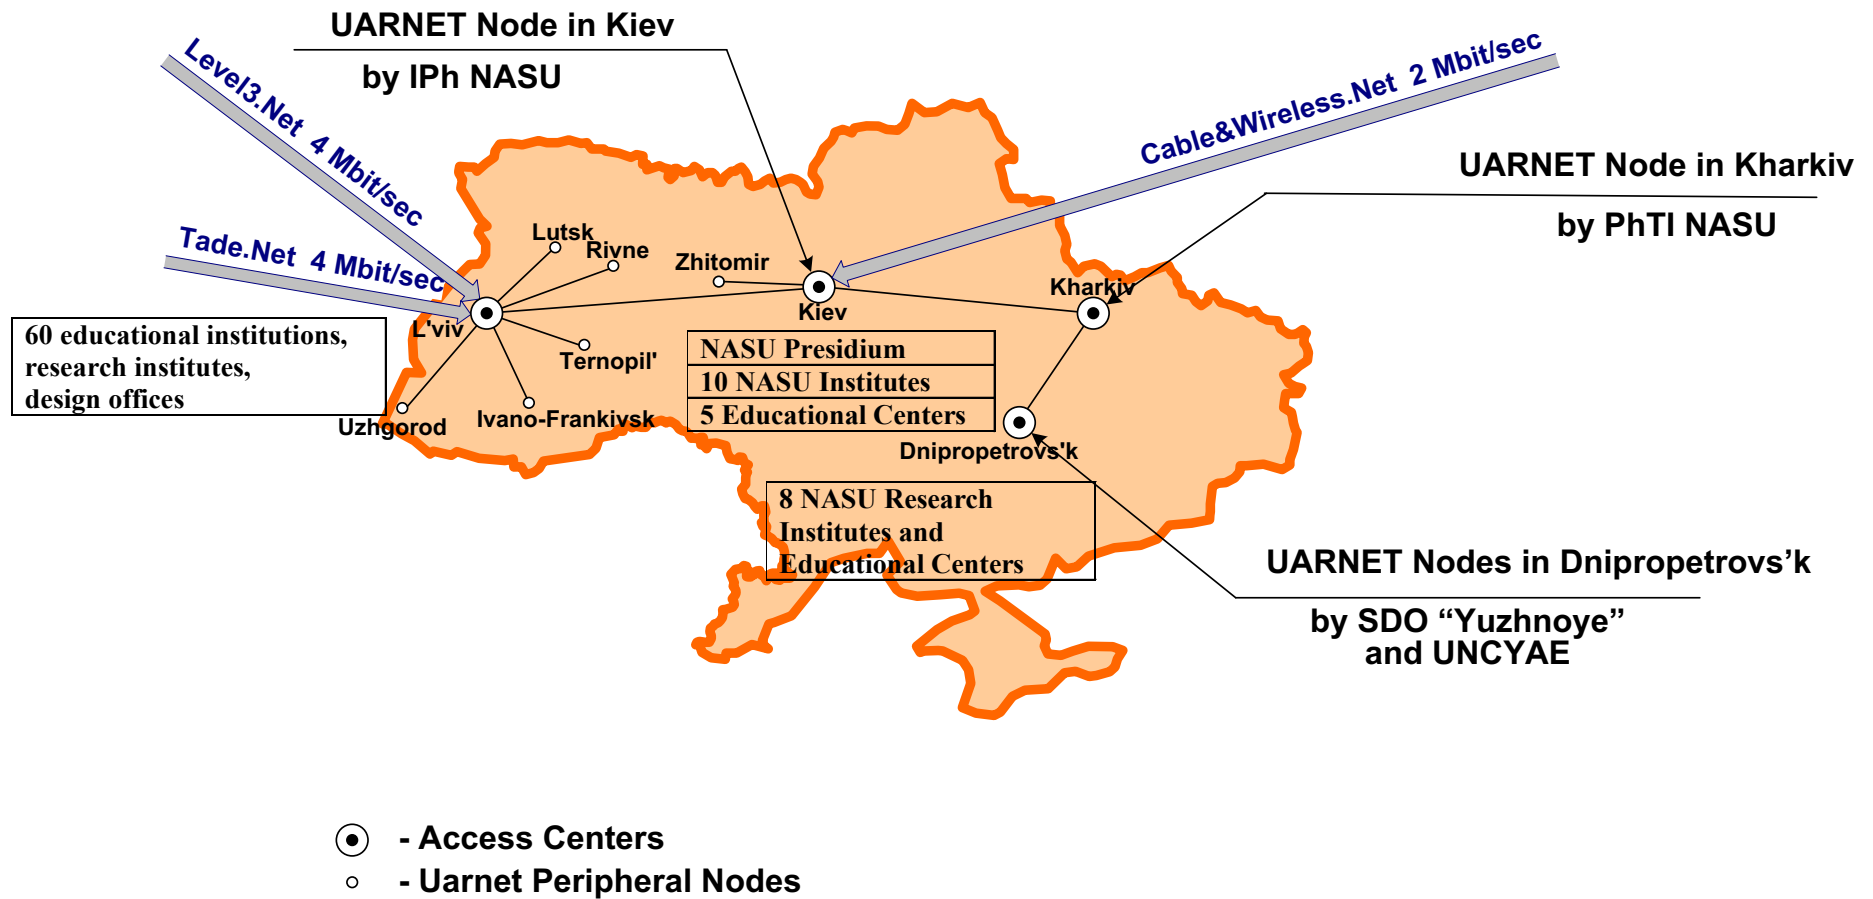 UARNET Node in Kiev
by IPh NASU
Level3.Net 4 Mbit/sec
Cable&Wireless.Net 2 Mbit/sec
UARNET Node in Kharkiv
by PhTI NASU
Tade.Net 4 Mbit/sec
Lutsk
Rivne
Zhitomir
Kharkiv
Kiev
L'viv
60 educational institutions,
research institutes,
design offices
Ternopil'
NASU Presidium
10 NASU Institutes
5 Educational Centers
Uzhgorod
Ivano-Frankivsk
Dnipropetrovs'k
8 NASU Research
Institutes and
Educational Centers
UARNET Nodes in Dnipropetrovs’k
by SDO “Yuzhnoye”
and UNCYAE
- Access Centers
- Uarnet Peripheral Nodes